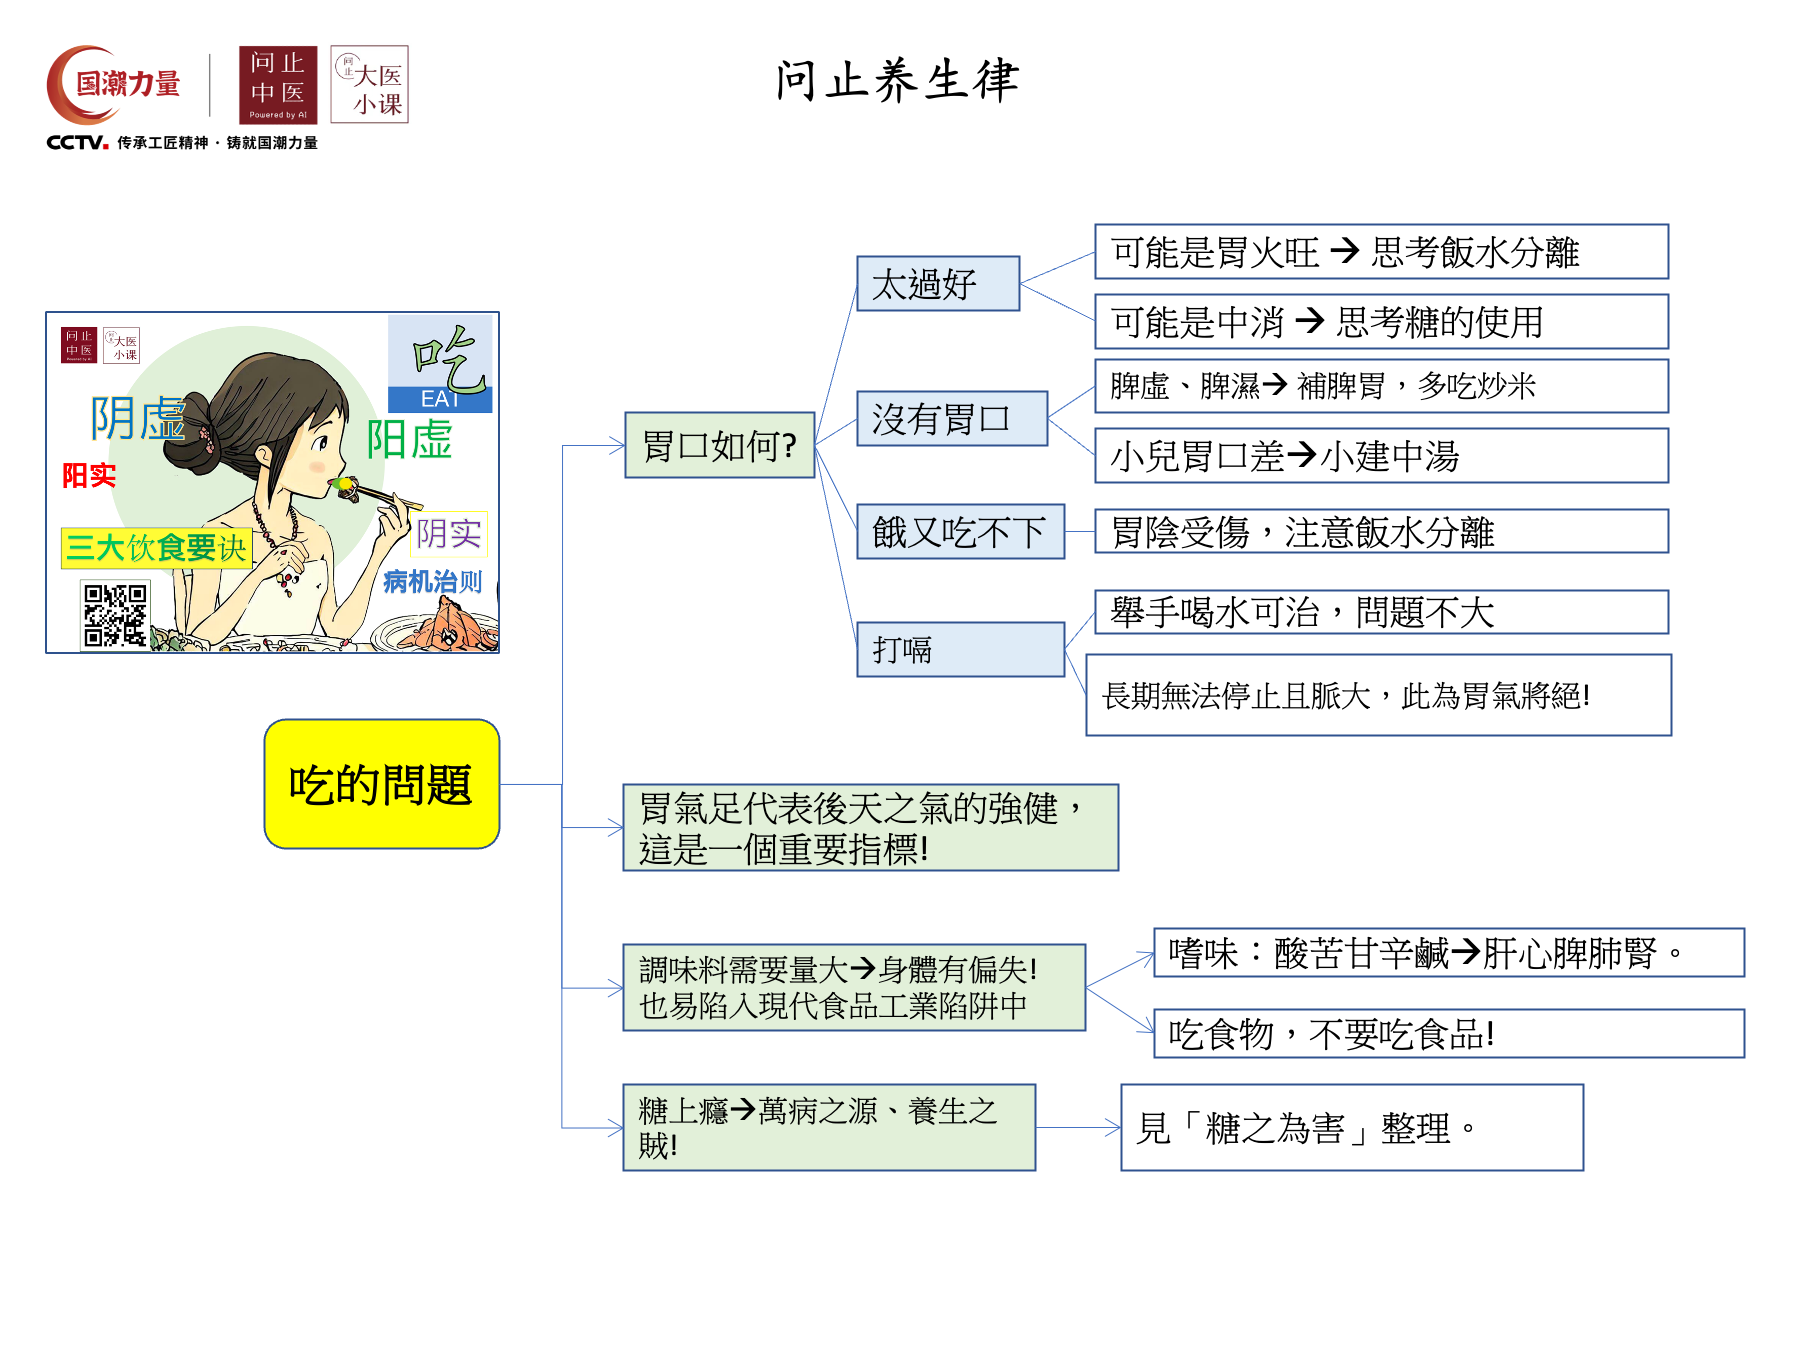 国潮力量
CCTV. 传承工匠精神 · 铸就国潮力量
问止
中医
Powered by AI
问止
大医
小课
问止养生律
问止
中医
Powered by AI
大医
小课
吃
EAT
阴虚
阳虚
阳实
三大饮食要诀
阴实
病机治则
吃的問題
胃口如何?
太過好
可能是胃火旺 → 思考飯水分離
可能是中消 → 思考糖的使用
沒有胃口
脾虛、脾濕→ 補脾胃，多吃炒米
小兒胃口差→小建中湯
餓又吃不下
胃陰受傷，注意飯水分離
打嗝
舉手喝水可治，問題不大
長期無法停止且脈大，此為胃氣將絕!
胃氣足代表後天之氣的強健，
這是一個重要指標!
調味料需要量大→身體有偏失!
也易陷入現代食品工業陷阱中
嗜味：酸苦甘辛鹹→肝心脾肺腎。
吃食物，不要吃食品!
糖上癮→萬病之源、養生之
賊!
見「糖之為害」整理。